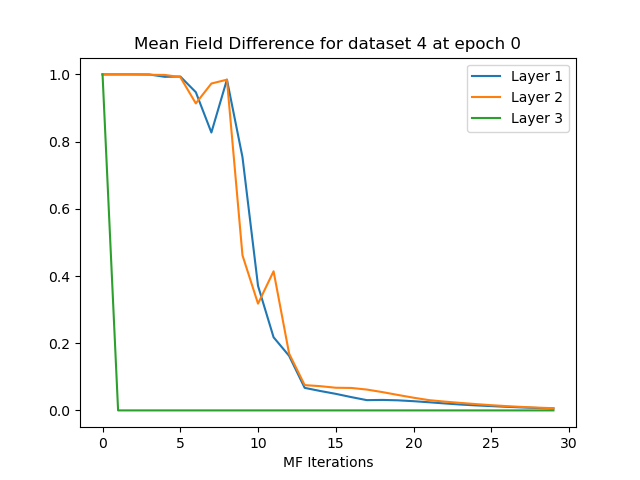 Mean Field Difference for dataset 4 at epoch 0
1.0
0.8
0.6
0.4
0.2
0.0
Layer 1
Layer 2
Layer 3
0 5 10 15 20 25 30
MF Iterations